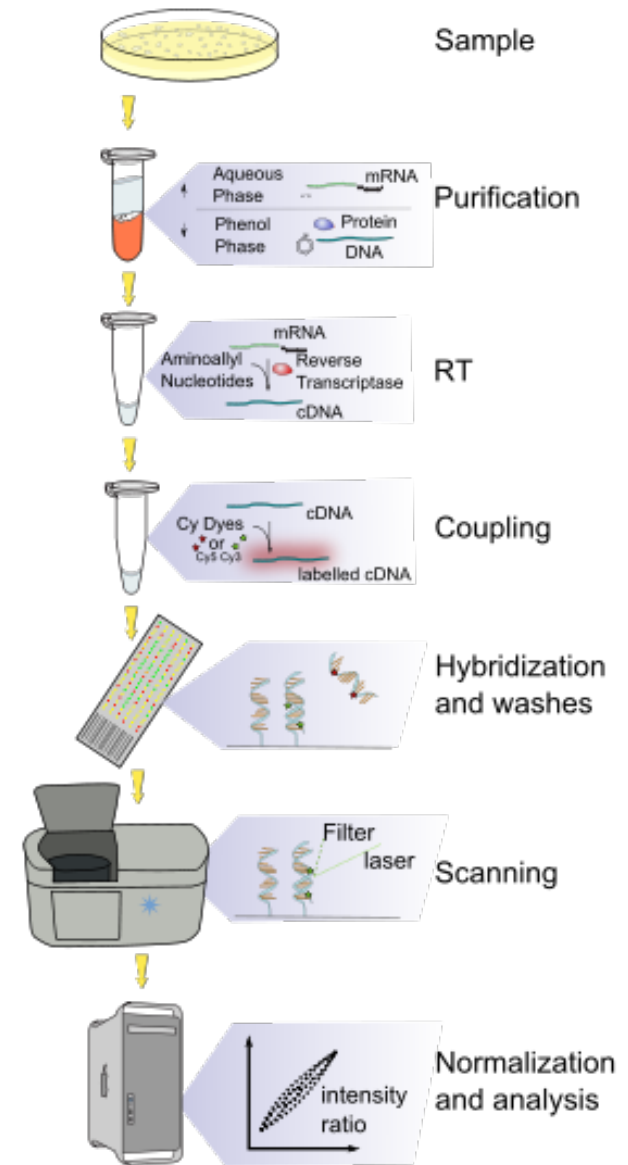 Sample
Aqueous
Phase
mRNA
Phenol
Phase
Protein
DNA
Purification
mRNA
Aminoallyl
Nucleotides
Reverse
Transcriptase
cDNA
RT
cDNA
Cy Dyes
or
Cy5 Cy3
labelled cDNA
Coupling
Hybridization
and washes
Filter
laser
Scanning
intensity
ratio
Normalization
and analysis